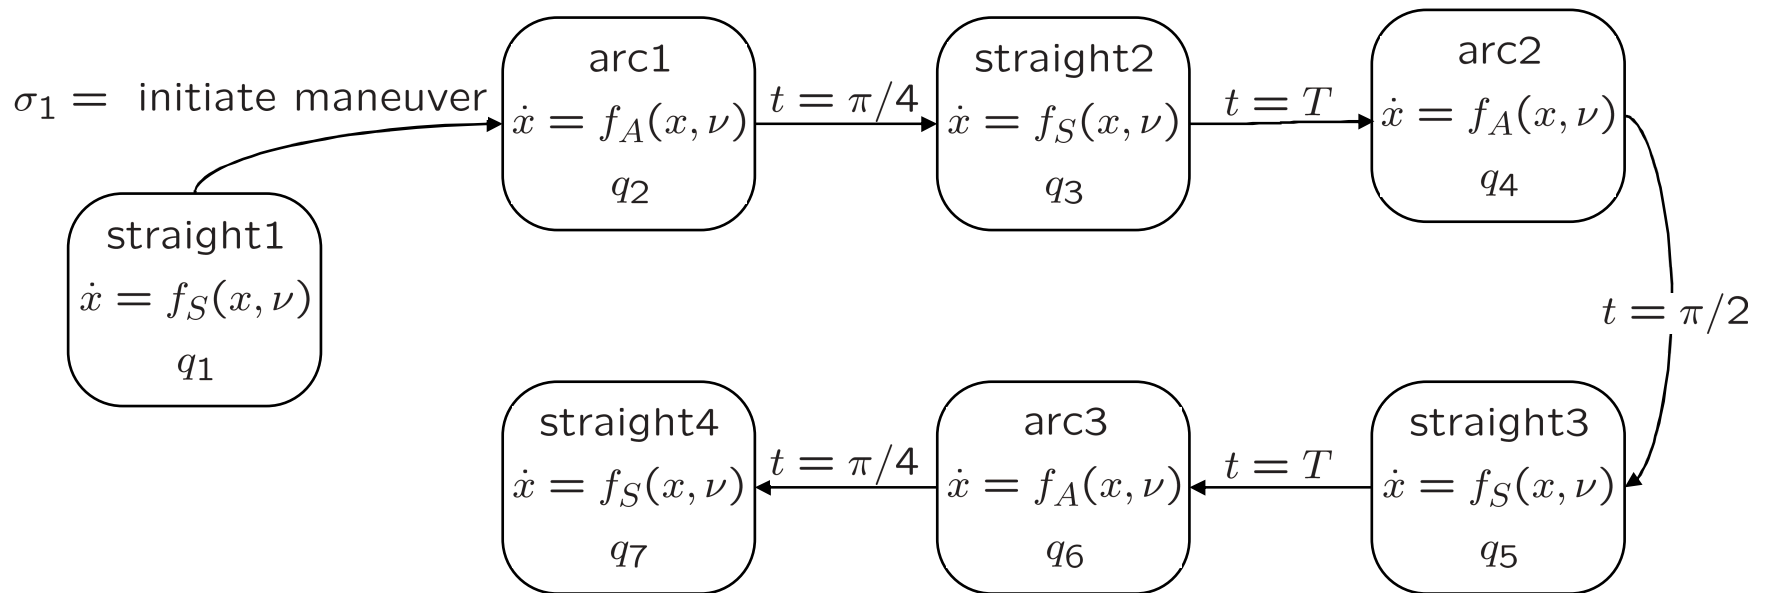 σ₁ = initiate maneuver
straight1
ẋ = f_S(x, ν)
q₁
arc1
ẋ = f_A(x, ν)
q₂
t = π/4
straight2
ẋ = f_S(x, ν)
q₃
t = T
arc2
ẋ = f_A(x, ν)
q₄
t = π/2
straight3
ẋ = f_S(x, ν)
q₅
t = T
arc3
ẋ = f_A(x, ν)
q₆
t = π/4
straight4
ẋ = f_S(x, ν)
q₇